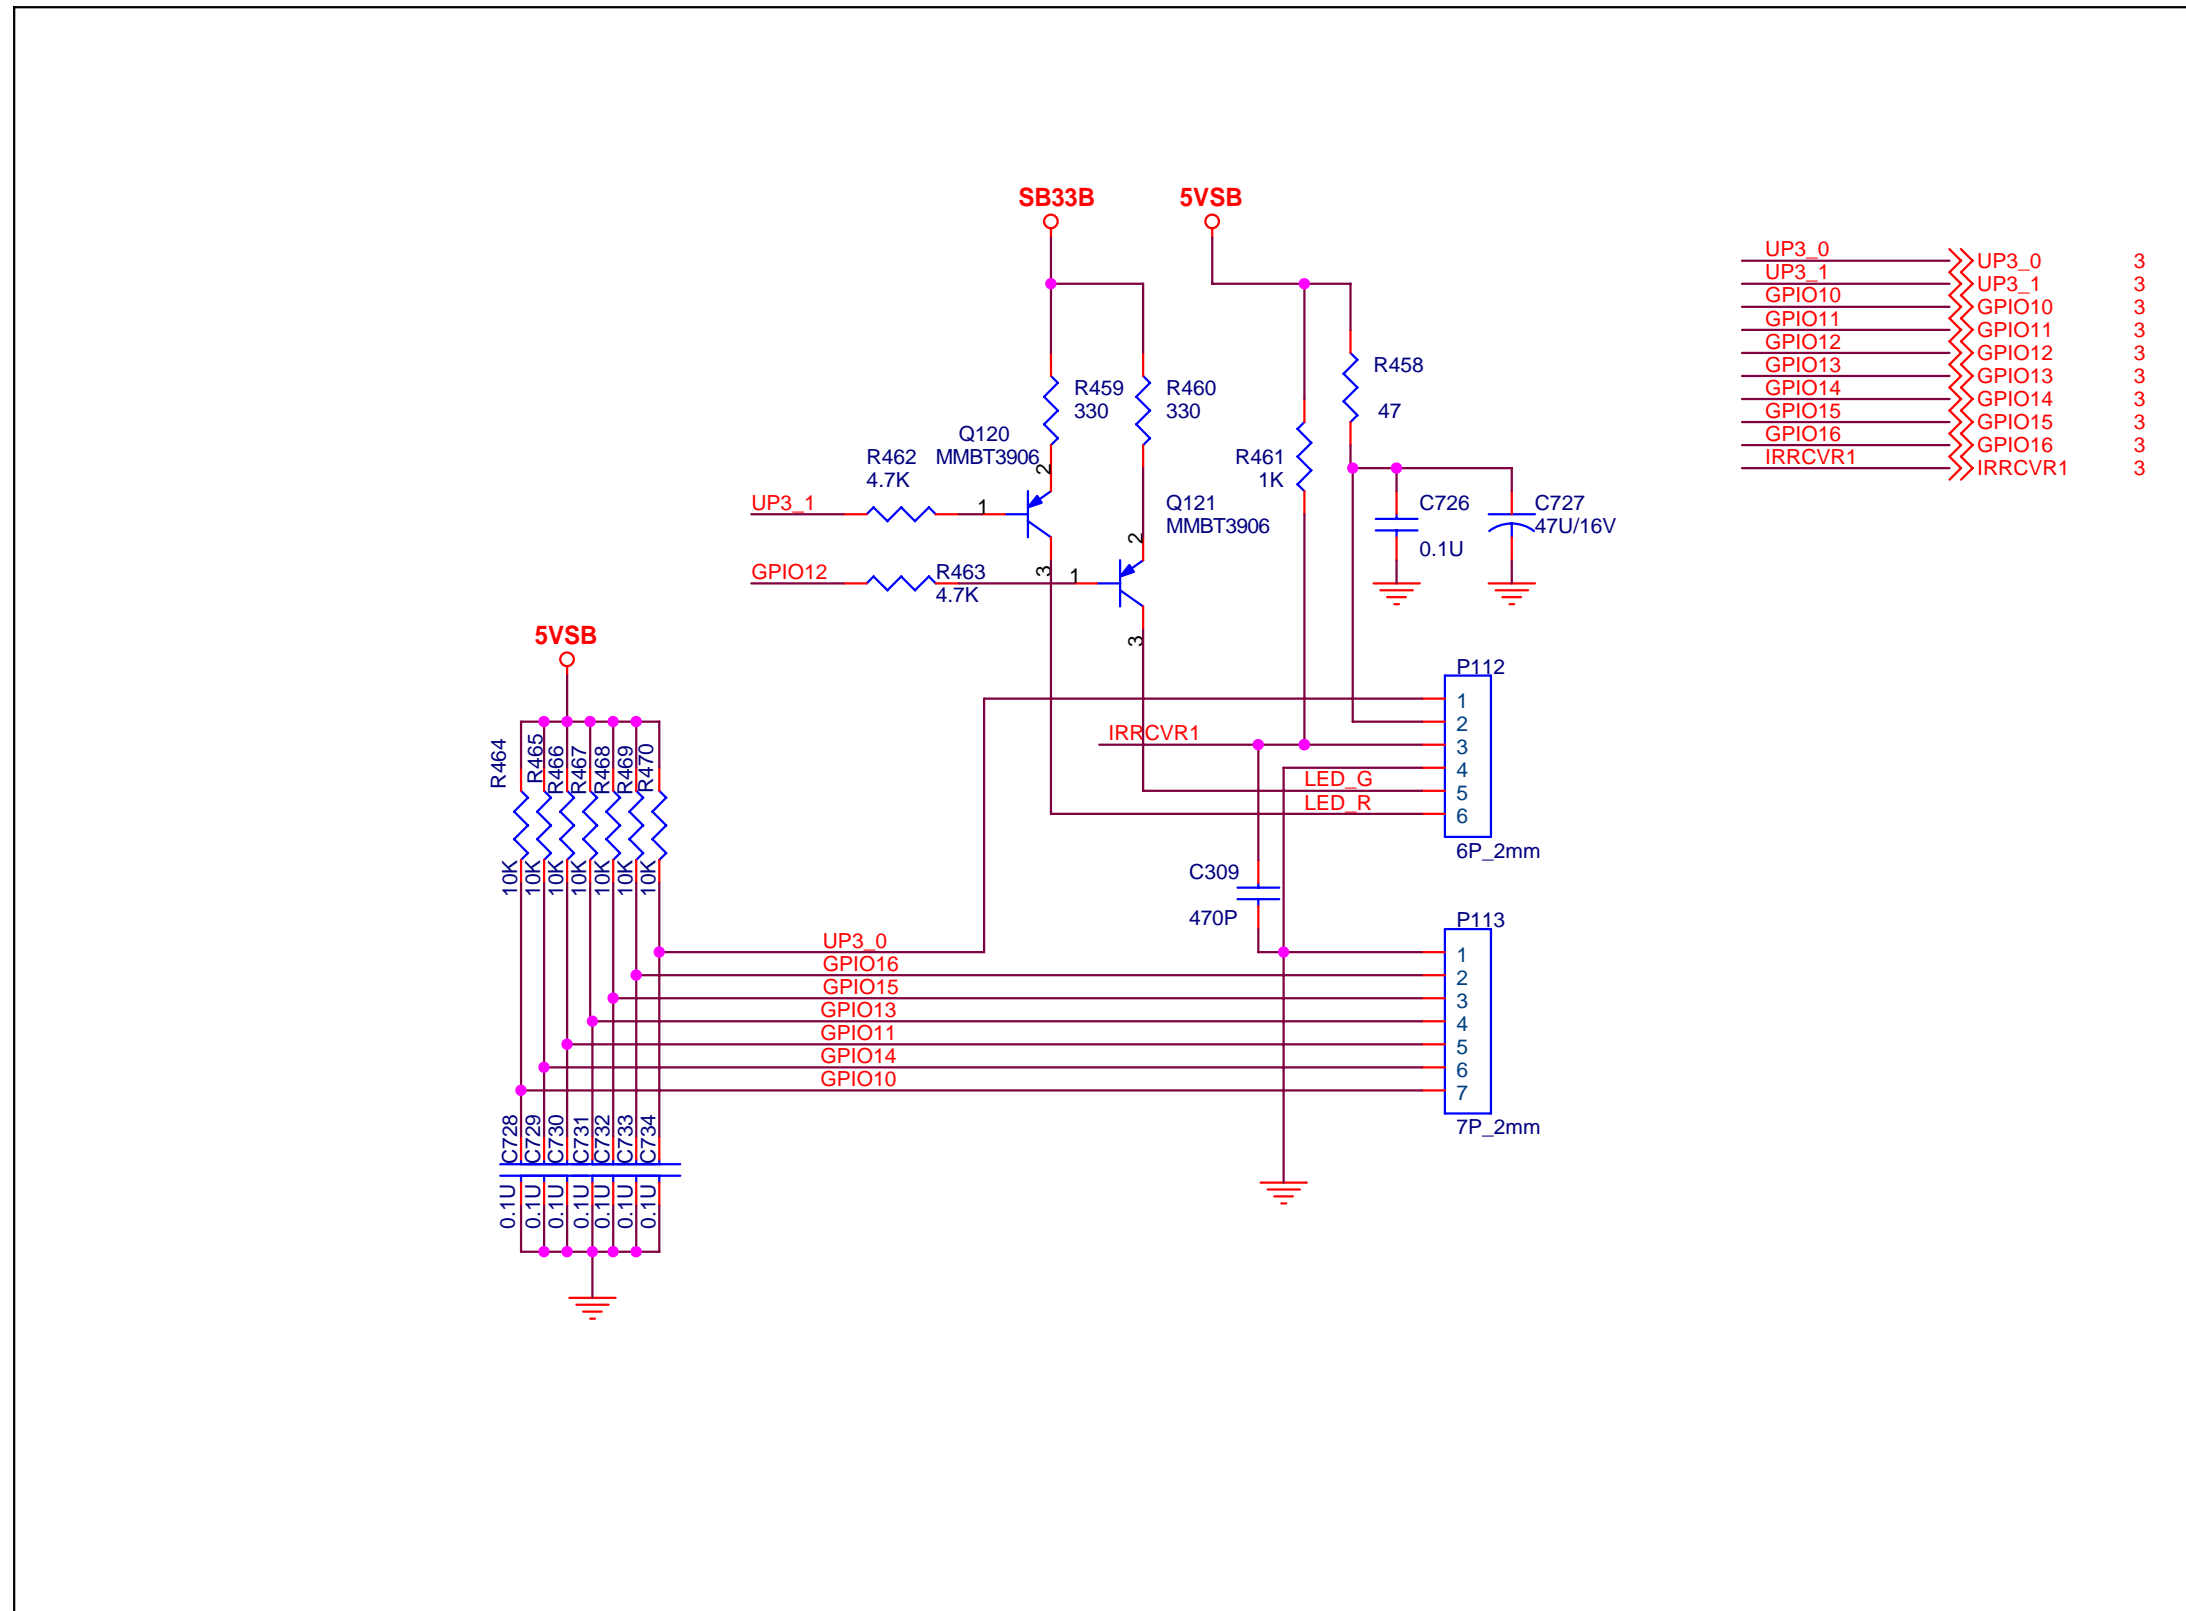 SB33B
5VSB
UP3_0 UP3_0 3
UP3_1 UP3_1 3
GPIO10 GPIO10 3
GPIO11 GPIO11 3
GPIO12 GPIO12 3
GPIO13 GPIO13 3
GPIO14 GPIO14 3
GPIO15 GPIO15 3
GPIO16 GPIO16 3
IRRCVR1 IRRCVR1 3
R458
47
R459
330
R460
330
Q120
MMBT3906
2
1
3
R462
4.7K
UP3_1
R461
1K
Q121
MMBT3906
2
1
3
C726
0.1U
C727
47U/16V
GPIO12
R463
4.7K
5VSB
P112
1
2
3
4
5
6
6P_2mm
IRRCVR1
LED_G
LED_R
R464
R465
R466
R467
R468
R469
R470
10K
10K
10K
10K
10K
10K
10K
C309
470P
P113
1
2
3
4
5
6
7
7P_2mm
UP3_0
GPIO16
GPIO15
GPIO13
GPIO11
GPIO14
GPIO10
C728
C729
C730
C731
C732
C733
C734
0.1U
0.1U
0.1U
0.1U
0.1U
0.1U
0.1U